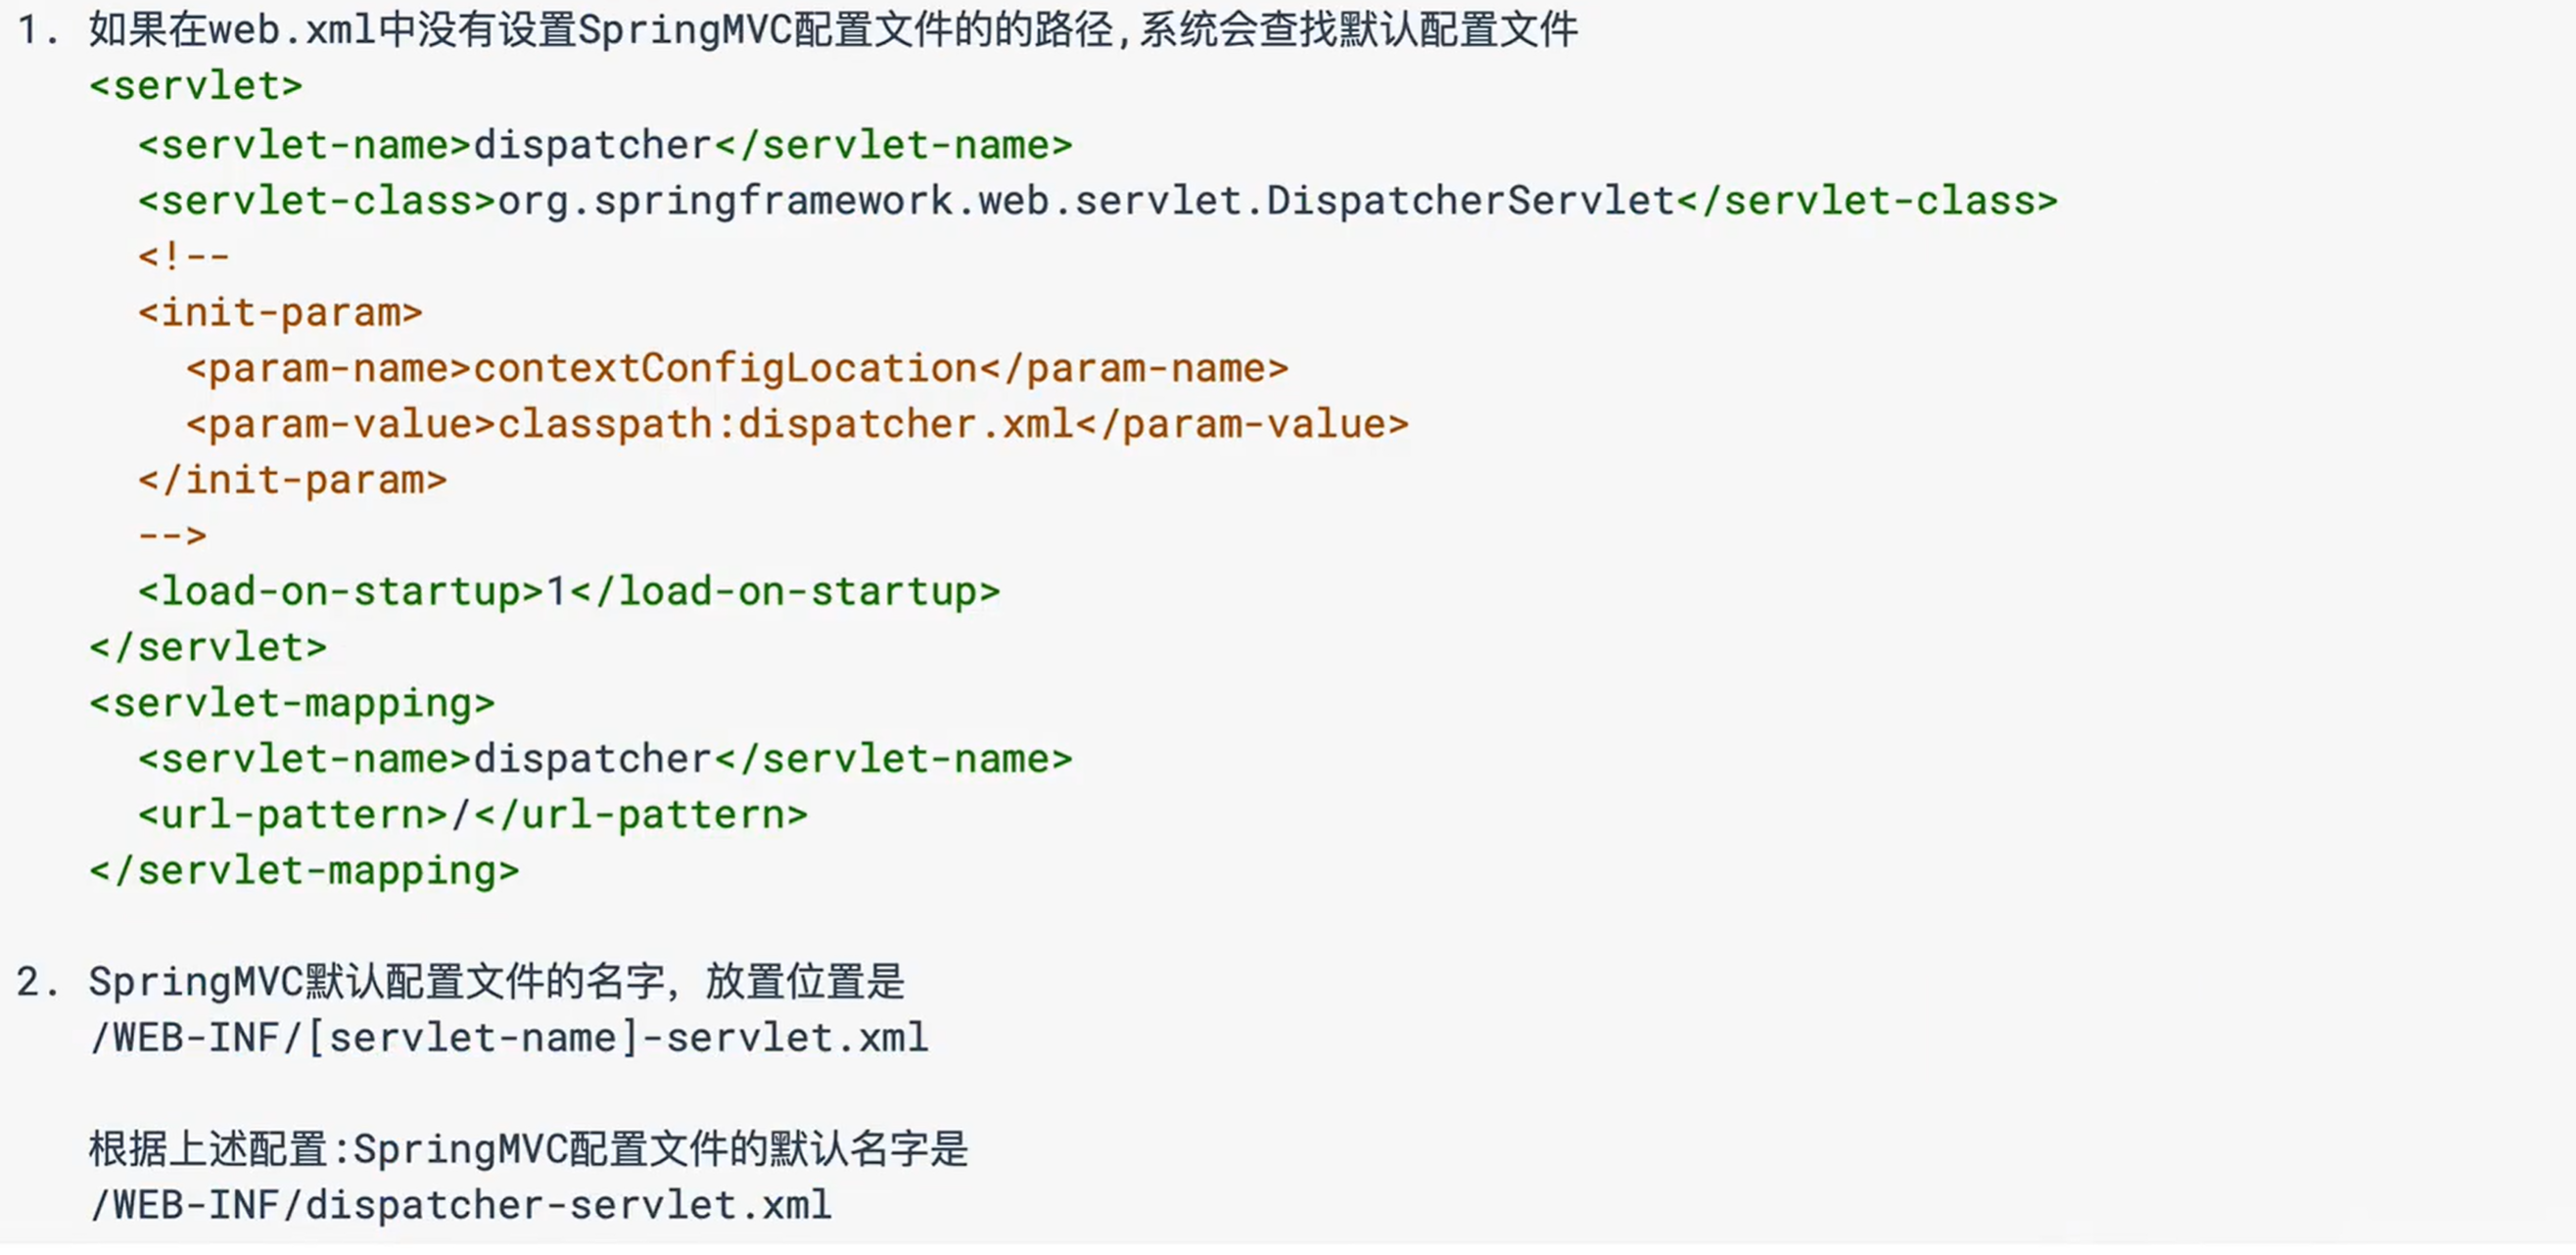 1. 如果在web.xml中没有设置SpringMVC配置文件的的路径,系统会查找默认配置文件
<servlet>
<servlet-name>dispatcher</servlet-name>
<servlet-class>org.springframework.web.servlet.DispatcherServlet</servlet-class>
<!--
<init-param>
<param-name>contextConfigLocation</param-name>
<param-value>classpath:dispatcher.xml</param-value>
</init-param>
-->
<load-on-startup>1</load-on-startup>
</servlet>
<servlet-mapping>
<servlet-name>dispatcher</servlet-name>
<url-pattern>/</url-pattern>
</servlet-mapping>
2. SpringMVC默认配置文件的名字，放置位置是
/WEB-INF/[servlet-name]-servlet.xml
根据上述配置:SpringMVC配置文件的默认名字是
/WEB-INF/dispatcher-servlet.xml